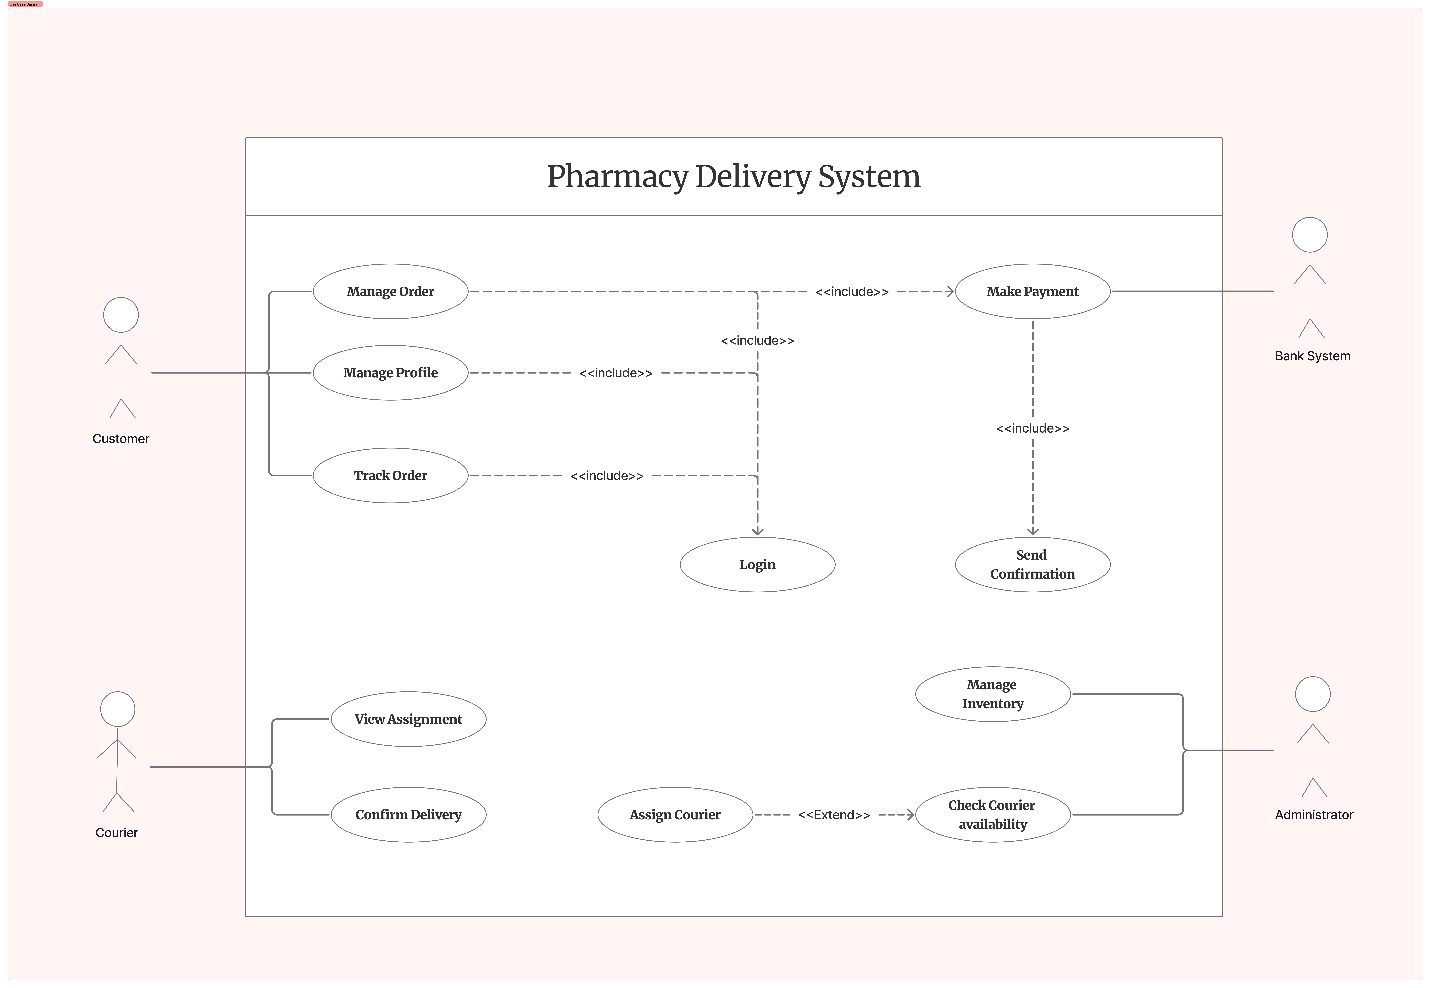 Pharmacy Delivery System
Manage Order
<<include>>
Make Payment
<<include>>
Bank System
Manage Profile
<<include>>
Customer
<<include>>
Track Order
<<include>>
Login
Send
Confirmation
Manage
Inventory
View Assignment
Confirm Delivery
Assign Courier
<<Extend>>
Check Courier
availability
Courier
Administrator